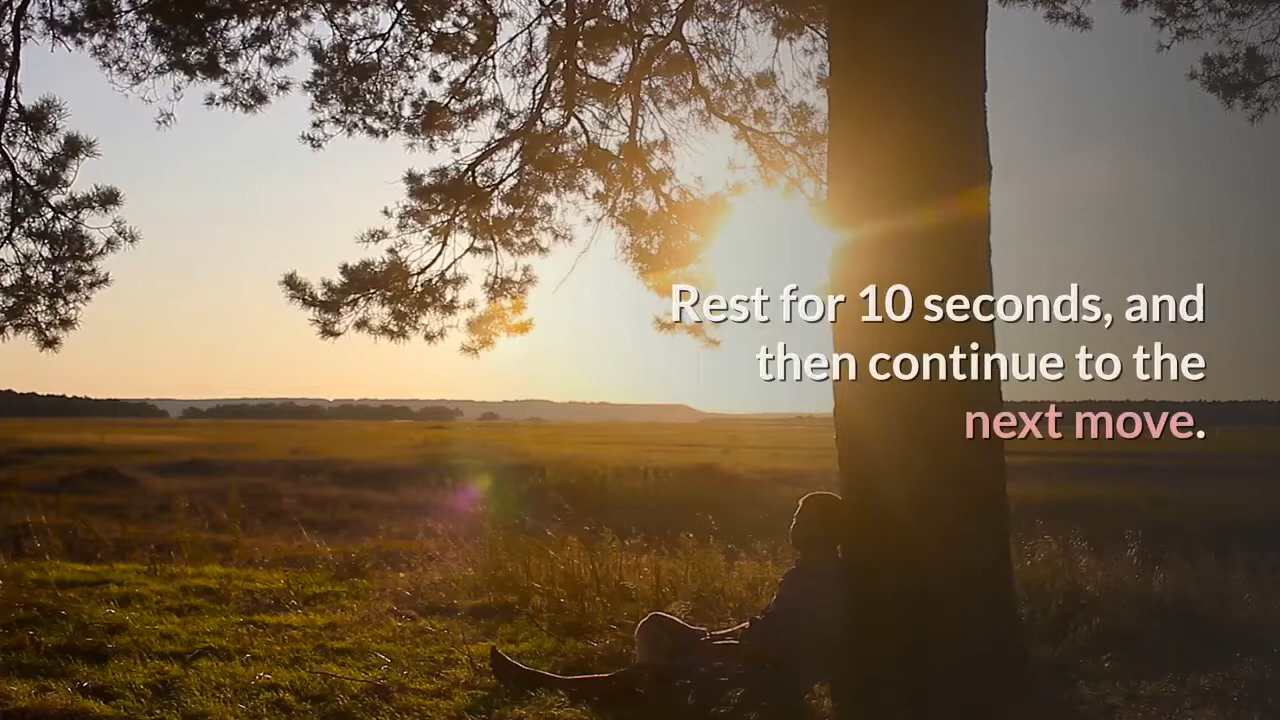 Rest for 10 seconds, and
then continue to the
next move.